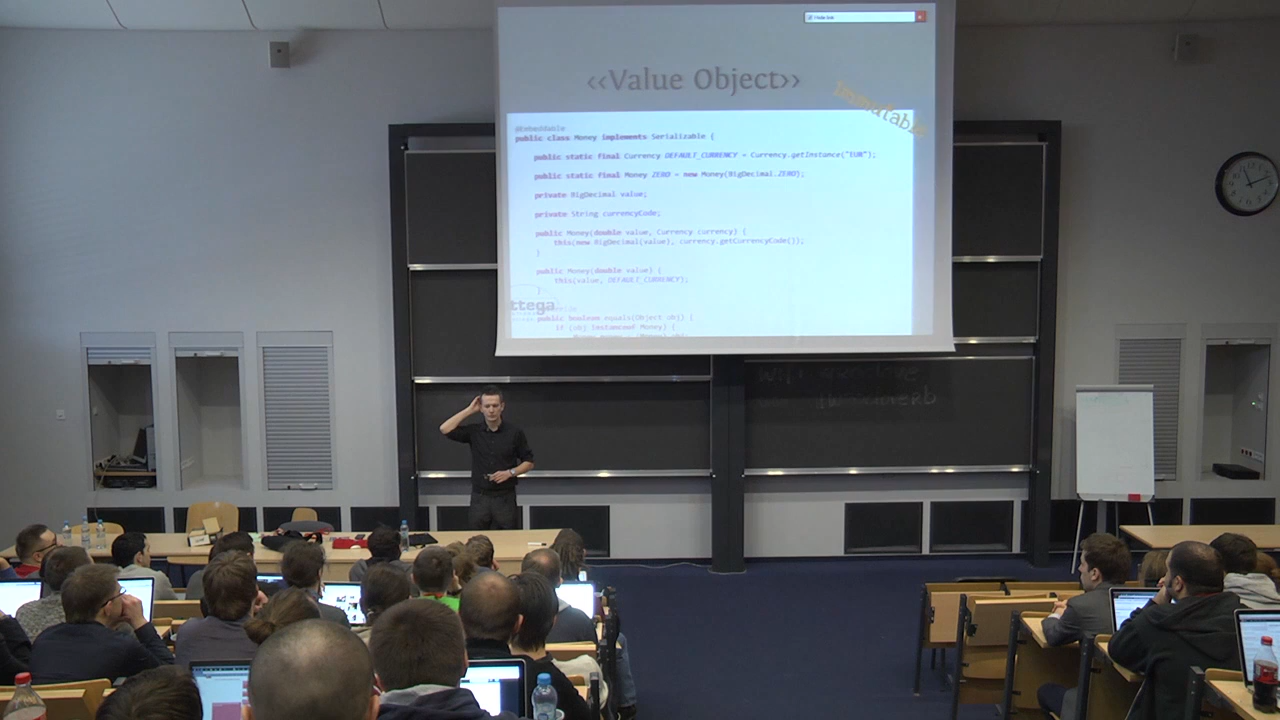 ‹‹Value Object››
immutable
@Embeddable
public class Money implements Serializable {
public static final Currency DEFAULT_CURRENCY = Currency.getInstance("EUR");
public static final Money ZERO = new Money(BigDecimal.ZERO);
private BigDecimal value;
private String currencyCode;
public Money(double value, Currency currency) {
this(new BigDecimal(value), currency.getCurrencyCode());
}
public Money(double value) {
this(value, DEFAULT_CURRENCY);
}
ttega
public boolean equals(Object obj) {
if (obj instanceof Money) {